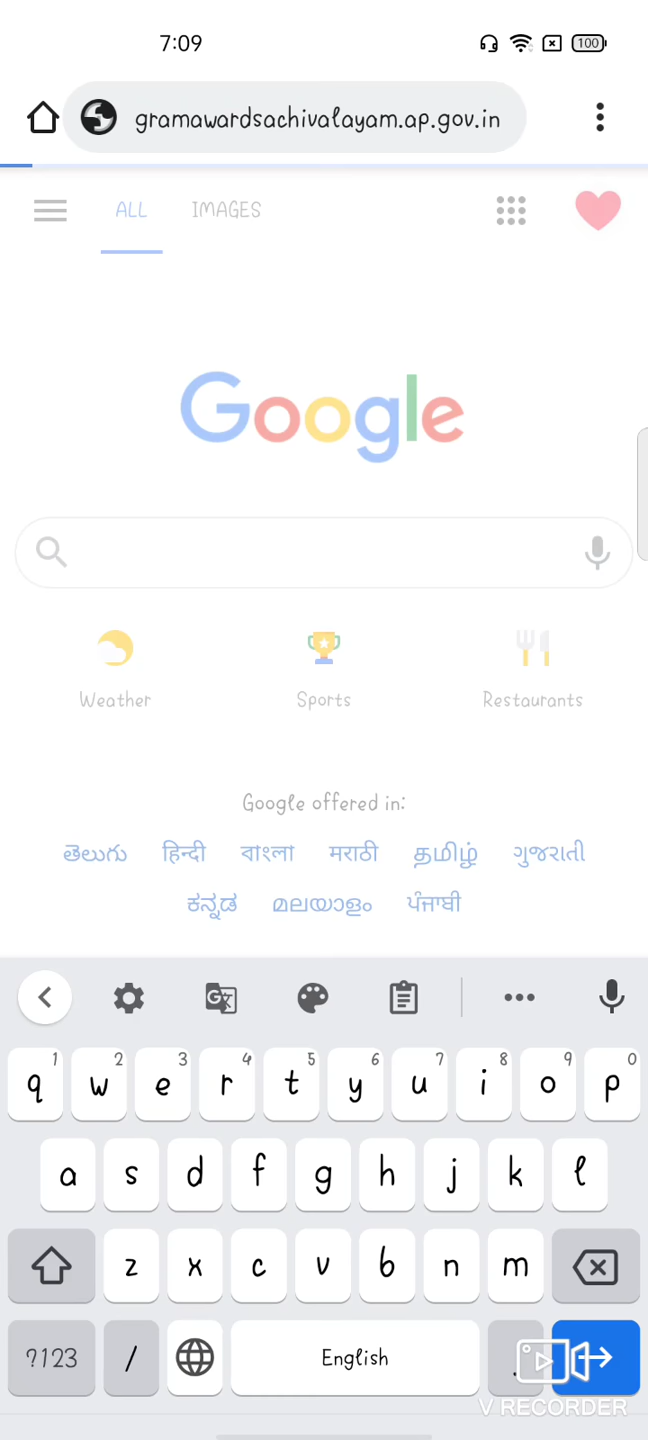 7:09
100
gramawardsachivalayam.ap.gov.in
ALL IMAGES
Google
Weather Sports Restaurants
Google offered in:
తెలుగు हिन्दी বাংলা मराठी தமிழ் ગુજરાતી
ಕನ್ನಡ മലയാളം ਪੰਜਾਬੀ
1 2 3 4 5 6 7 8 9 0
q w e r t y u i o p
a s d f g h j k l
z x c v b n m
?123 / English .
V RECORDER